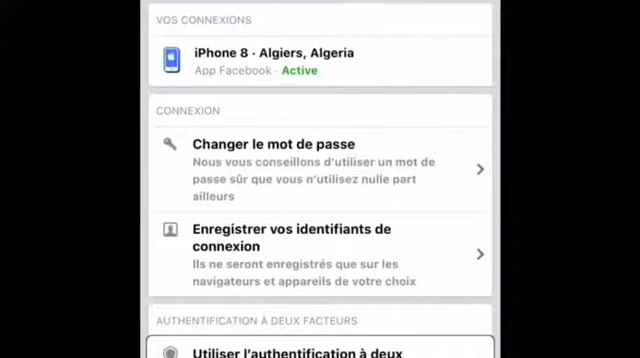 VOS CONNEXIONS
iPhone 8 · Algiers, Algeria
App Facebook · Active
CONNEXION
Changer le mot de passe
Nous vous conseillons d’utiliser un mot de
passe sûr que vous n’utilisez nulle part
ailleurs
Enregistrer vos identifiants de
connexion
Ils ne seront enregistrés que sur les
navigateurs et appareils de votre choix
AUTHENTIFICATION À DEUX FACTEURS
Utiliser l’authentification à deux